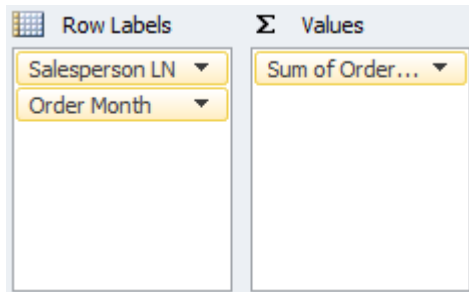 Row Labels
Σ Values
Salesperson LN
Sum of Order...
Order Month